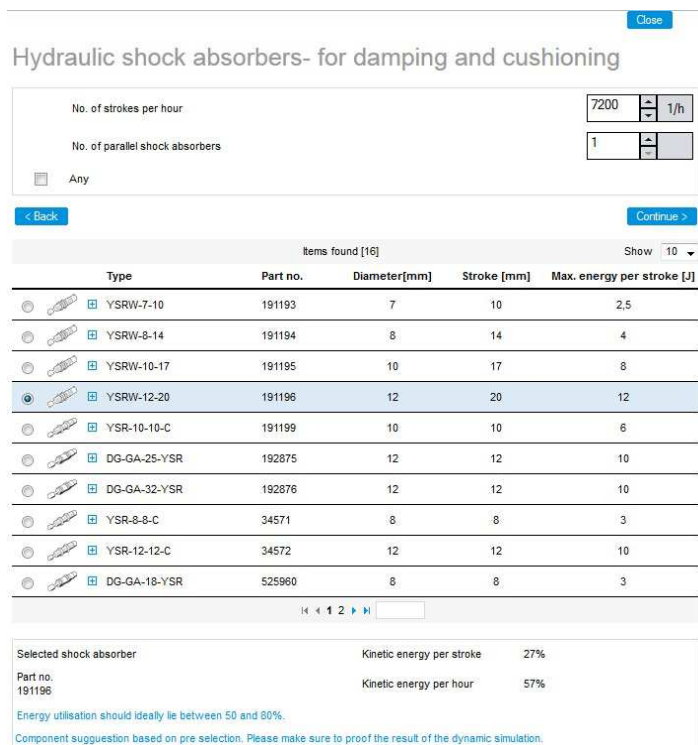 Close
Hydraulic shock absorbers- for damping and cushioning
No. of strokes per hour 7200 1/h
No. of parallel shock absorbers 1
Any
< Back Continue >
Items found [16] Show 10
Type Part no. Diameter[mm] Stroke [mm] Max. energy per stroke [J]
YSRW-7-10 191193 7 10 2,5
YSRW-8-14 191194 8 14 4
YSRW-10-17 191195 10 17 8
YSRW-12-20 191196 12 20 12
YSR-10-10-C 191199 10 10 6
DG-GA-25-YSR 192875 12 12 10
DG-GA-32-YSR 192876 12 12 10
YSR-8-8-C 34571 8 8 3
YSR-12-12-C 34572 12 12 10
DG-GA-18-YSR 525960 8 8 3
1 2
Selected shock absorber Kinetic energy per stroke 27%
Part no.
191196 Kinetic energy per hour 57%
Energy utilisation should ideally lie between 50 and 80%.
Component sugguestion based on pre selection. Please make sure to proof the result of the dynamic simulation.